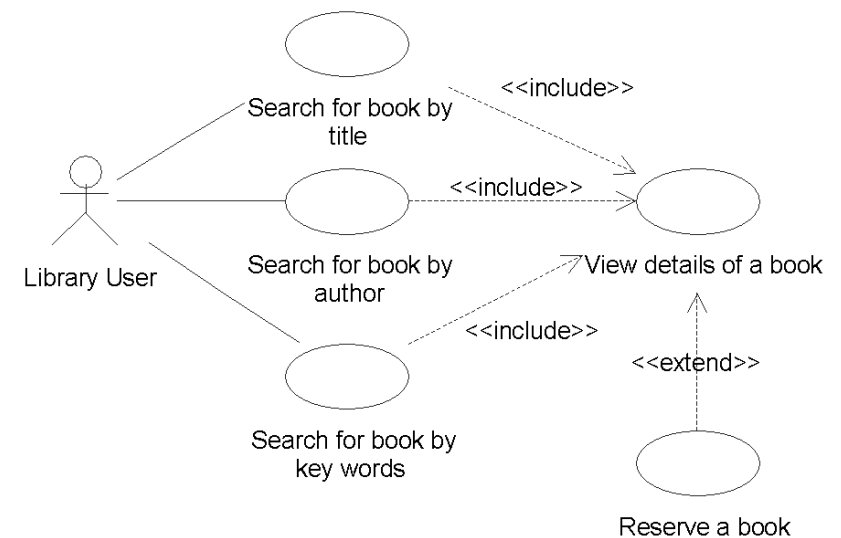 <<include>>
Search for book by
title
<<include>>
Search for book by
author
View details of a book
Library User
<<include>>
<<extend>>
Search for book by
key words
Reserve a book